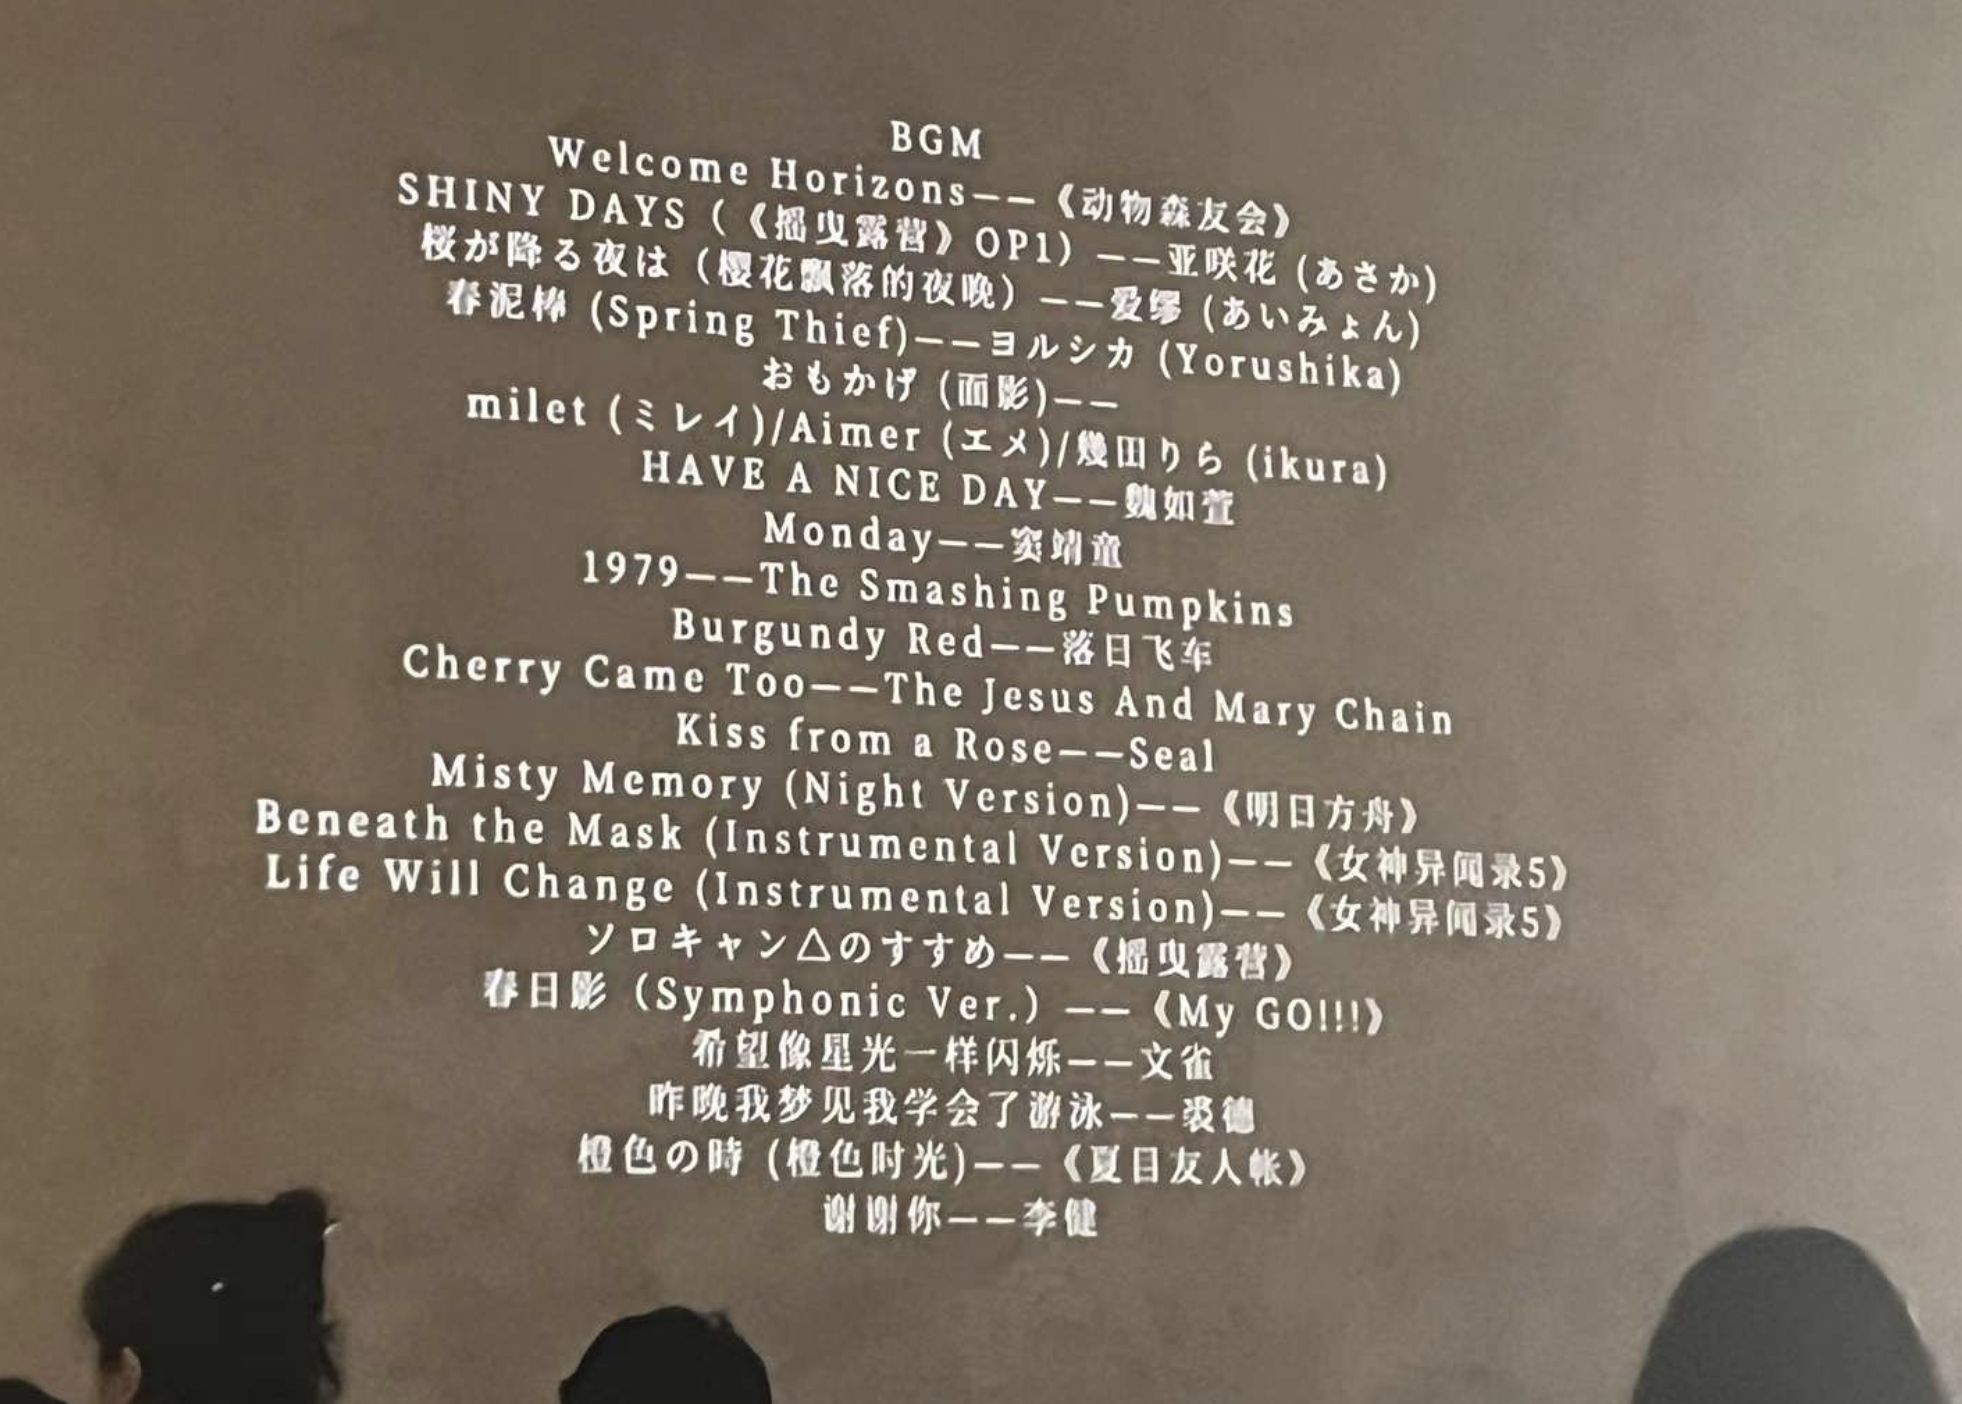 BGM
Welcome Horizons——《动物森友会》
SHINY DAYS（《摇曳露营》OP1）——亚咲花 (あさか)
桜が降る夜は（樱花飘落的夜晚）——爱缪 (あいみょん)
春泥棒 (Spring Thief)——ヨルシカ (Yorushika)
おもかげ (面影)——
milet (ミレイ)/Aimer (エメ)/幾田りら (ikura)
HAVE A NICE DAY——魏如萱
Monday——窦靖童
1979——The Smashing Pumpkins
Burgundy Red——落日飞车
Cherry Came Too——The Jesus And Mary Chain
Kiss from a Rose——Seal
Misty Memory (Night Version)——《明日方舟》
Beneath the Mask (Instrumental Version)——《女神异闻录5》
Life Will Change (Instrumental Version)——《女神异闻录5》
ソロキャン△のすすめ——《摇曳露营》
春日影（Symphonic Ver.）——《My GO!!!》
希望像星光一样闪烁——文雀
昨晚我梦见我学会了游泳——裘德
橙色の時 (橙色时光)——《夏目友人帐》
谢谢你——李健